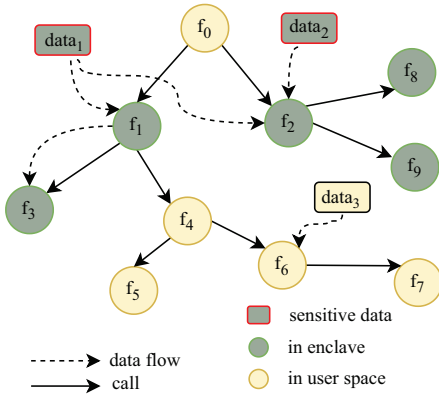 f0
data1
data2
f8
f1
f2
f9
f3
data3
f4
f6
f5
f7
sensitive data
data flow
in enclave
call
in user space